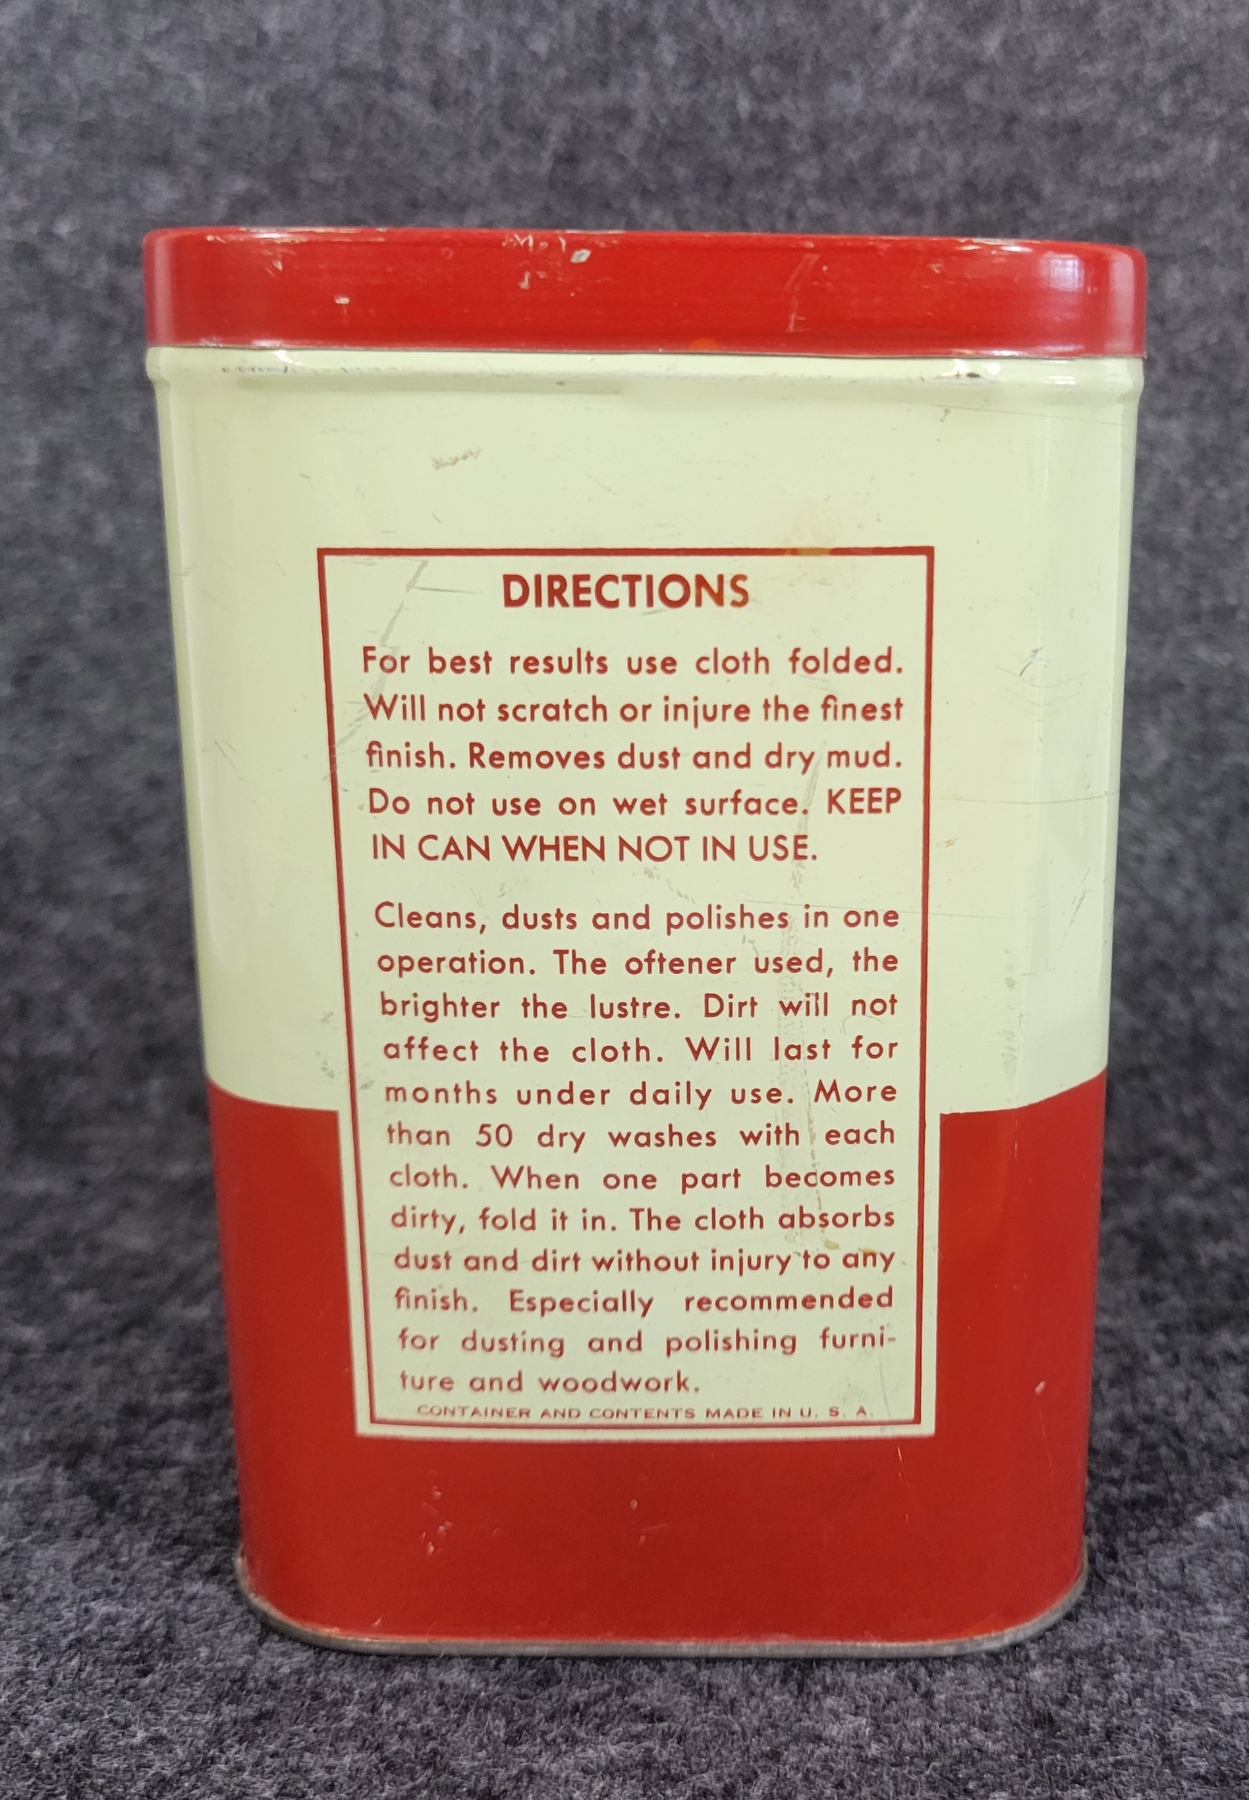 DIRECTIONS
For best results use cloth folded.
Will not scratch or injure the finest
finish. Removes dust and dry mud.
Do not use on wet surface. KEEP
IN CAN WHEN NOT IN USE.
Cleans, dusts and polishes in one
operation. The oftener used, the
brighter the lustre. Dirt will not
affect the cloth. Will last for
months under daily use. More
than 50 dry washes with each
cloth. When one part becomes
dirty, fold it in. The cloth absorbs
dust and dirt without injury to any
finish. Especially recommended
for dusting and polishing furni-
ture and woodwork.
CONTAINER AND CONTENTS MADE IN U. S. A.